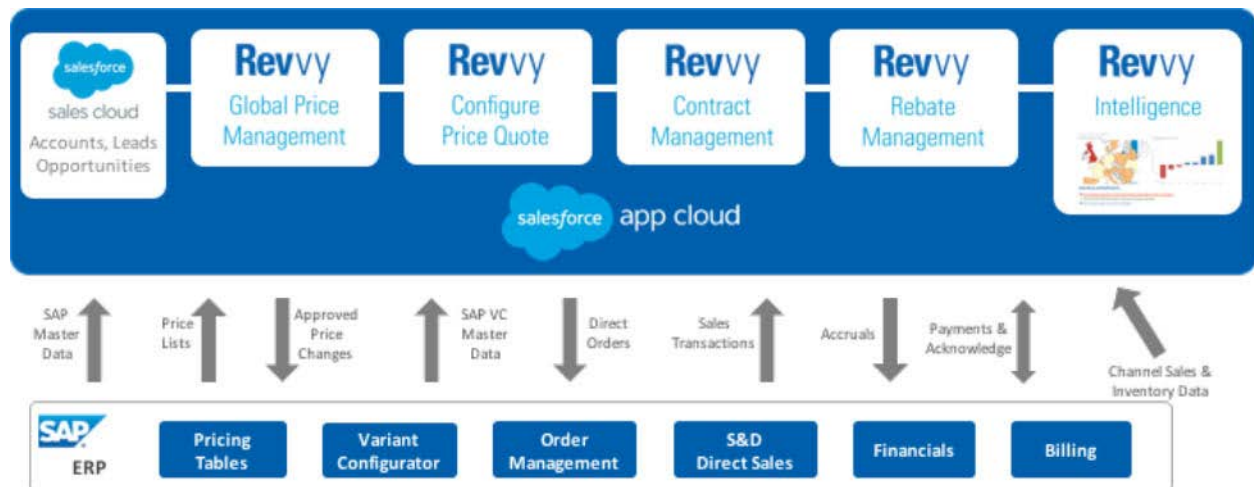 salesforce
sales cloud
Accounts, Leads
Opportunities
Revvy
Global Price
Management
Revvy
Configure
Price Quote
Revvy
Contract
Management
Revvy
Rebate
Management
Revvy
Intelligence
salesforce app cloud
SAP
Master
Data
Price
Lists
Approved
Price
Changes
SAP VC
Master
Data
Direct
Orders
Sales
Transactions
Accruals
Payments &
Acknowledge
Channel Sales &
Inventory Data
SAP
ERP
Pricing
Tables
Variant
Configurator
Order
Management
S&D
Direct Sales
Financials
Billing